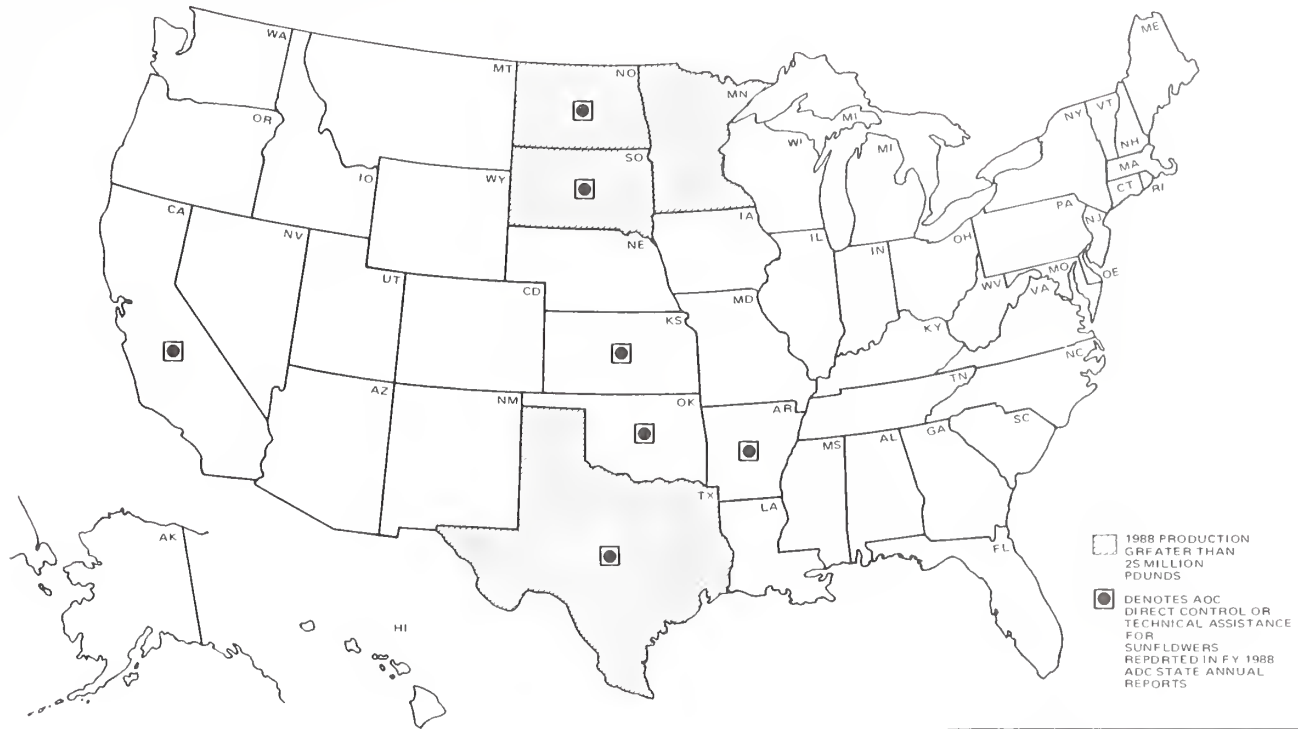 WA
MT
NO
MN
ME
OR
MI
VT
NY
WI
MI
NH
SO
MA
IO
WY
CT
RI
CA
IA
PA
NJ
NV
NE
IL
IN
OH
UT
MO
OE
CD
MD
WV
VA
KS
KY
NC
AZ
NM
OK
TN
AR
SC
MS
AL
GA
TX
LA
AK
FL
HI
1988 PRODUCTION
GREATER THAN
25 MILLION
PDUNDS
DENOTES AOC
DIRECT CONTROL OR
TECHNICAL ASSISTANCE
FOR
SUNFLDWERS
REPDRTED IN FY 1988
ADC STATE ANNUAL
REPORTS